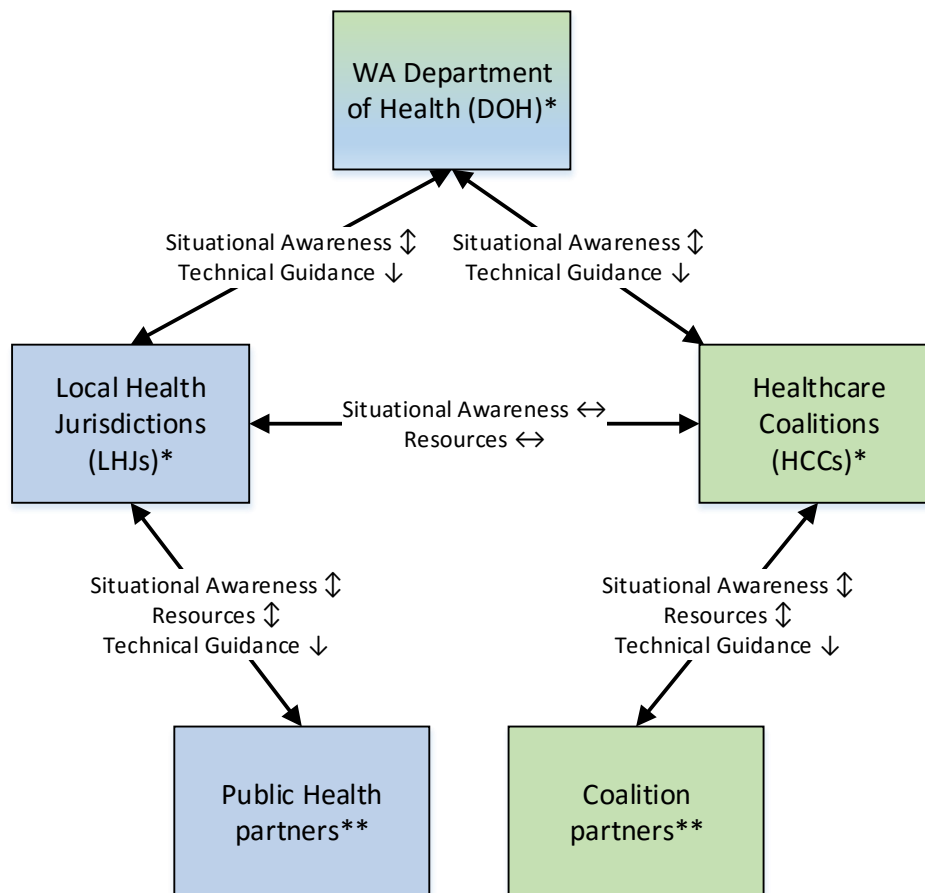 WA Department
of Health (DOH)*
Situational Awareness ↕
Technical Guidance ↓
Situational Awareness ↕
Technical Guidance ↓
Local Health
Jurisdictions
(LHJs)*
Situational Awareness ↔
Resources ↔
Healthcare
Coalitions
(HCCs)*
Situational Awareness ↕
Resources ↕
Technical Guidance ↓
Situational Awareness ↕
Resources ↕
Technical Guidance ↓
Public Health
partners**
Coalition
partners**